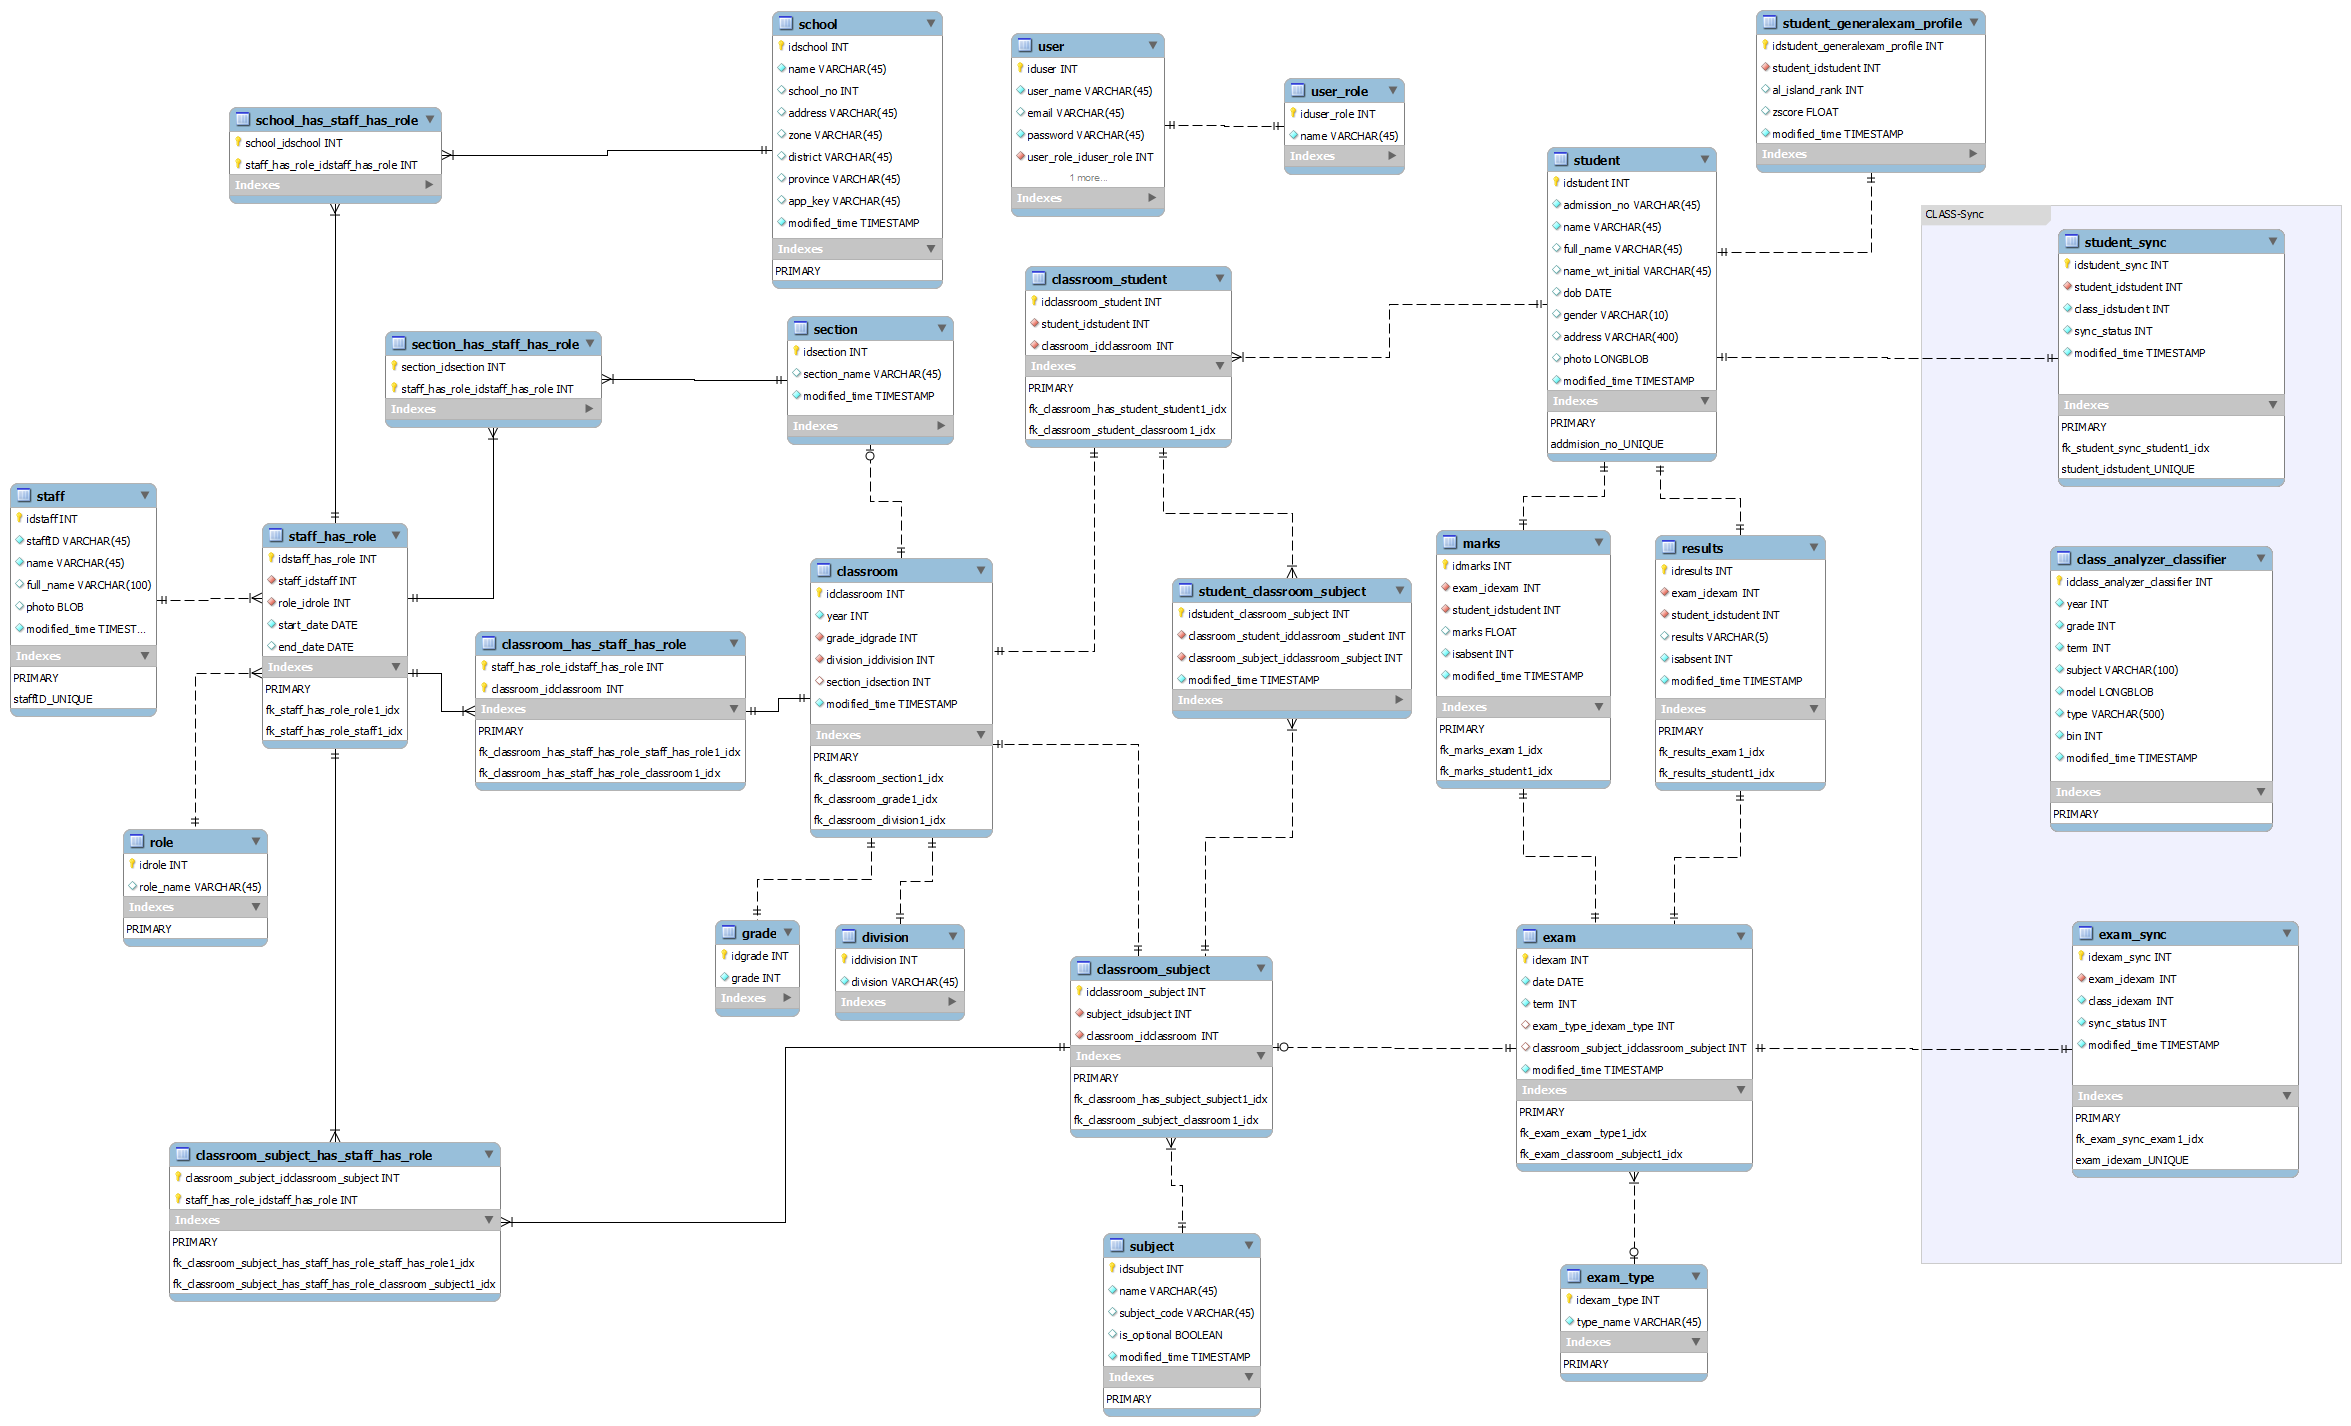 school
idschool INT
name VARCHAR(45)
school_no INT
address VARCHAR(45)
zone VARCHAR(45)
district VARCHAR(45)
province VARCHAR(45)
app_key VARCHAR(45)
modified_time TIMESTAMP
Indexes
PRIMARY
user
iduser INT
user_name VARCHAR(45)
email VARCHAR(45)
password VARCHAR(45)
user_role_iduser_role INT
1 more...
Indexes
user_role
iduser_role INT
name VARCHAR(45)
Indexes
student_generalexam_profile
idstudent_generalexam_profile INT
student_idstudent INT
al_island_rank INT
zscore FLOAT
modified_time TIMESTAMP
Indexes
school_has_staff_has_role
school_idschool INT
staff_has_role_idstaff_has_role INT
Indexes
student
idstudent INT
admission_no VARCHAR(45)
name VARCHAR(45)
full_name VARCHAR(45)
name_wt_initial VARCHAR(45)
dob DATE
gender VARCHAR(10)
address VARCHAR(400)
photo LONGBLOB
modified_time TIMESTAMP
Indexes
PRIMARY
addmision_no_UNIQUE
CLASS-Sync
student_sync
idstudent_sync INT
student_idstudent INT
class_idstudent INT
sync_status INT
modified_time TIMESTAMP
Indexes
PRIMARY
fk_student_sync_student1_idx
student_idstudent_UNIQUE
classroom_student
idclassroom_student INT
student_idstudent INT
classroom_idclassroom INT
Indexes
PRIMARY
fk_classroom_has_student_student1_idx
fk_classroom_student_classroom1_idx
section_has_staff_has_role
section_idsection INT
staff_has_role_idstaff_has_role INT
Indexes
section
idsection INT
section_name VARCHAR(45)
modified_time TIMESTAMP
Indexes
staff
idstaff INT
staffID VARCHAR(45)
name VARCHAR(45)
full_name VARCHAR(100)
photo BLOB
modified_time TIMEST...
Indexes
PRIMARY
staffID_UNIQUE
staff_has_role
idstaff_has_role INT
staff_idstaff INT
role_idrole INT
start_date DATE
end_date DATE
Indexes
PRIMARY
fk_staff_has_role_role1_idx
fk_staff_has_role_staff1_idx
classroom_has_staff_has_role
staff_has_role_idstaff_has_role INT
classroom_idclassroom INT
Indexes
PRIMARY
fk_classroom_has_staff_has_role_staff_has_role1_idx
fk_classroom_has_staff_has_role_classroom1_idx
classroom
idclassroom INT
year INT
grade_idgrade INT
division_iddivision INT
section_idsection INT
modified_time TIMESTAMP
Indexes
PRIMARY
fk_classroom_section1_idx
fk_classroom_grade1_idx
fk_classroom_division1_idx
student_classroom_subject
idstudent_classroom_subject INT
classroom_student_idclassroom_student INT
classroom_subject_idclassroom_subject INT
modified_time TIMESTAMP
Indexes
marks
idmarks INT
exam_idexam INT
student_idstudent INT
marks FLOAT
isabsent INT
modified_time TIMESTAMP
Indexes
PRIMARY
fk_marks_exam1_idx
fk_marks_student1_idx
results
idresults INT
exam_idexam INT
student_idstudent INT
results VARCHAR(5)
isabsent INT
modified_time TIMESTAMP
Indexes
PRIMARY
fk_results_exam1_idx
fk_results_student1_idx
class_analyzer_classifier
idclass_analyzer_classifier INT
year INT
grade INT
term INT
subject VARCHAR(100)
model LONGBLOB
type VARCHAR(500)
bin INT
modified_time TIMESTAMP
Indexes
PRIMARY
role
idrole INT
role_name VARCHAR(45)
Indexes
PRIMARY
grade
idgrade INT
grade INT
Indexes
division
iddivision INT
division VARCHAR(45)
Indexes
classroom_subject
idclassroom_subject INT
subject_idsubject INT
classroom_idclassroom INT
Indexes
PRIMARY
fk_classroom_has_subject_subject1_idx
fk_classroom_subject_classroom1_idx
exam
idexam INT
date DATE
term INT
exam_type_idexam_type INT
classroom_subject_idclassroom_subject INT
modified_time TIMESTAMP
Indexes
PRIMARY
fk_exam_exam_type1_idx
fk_exam_classroom_subject1_idx
exam_sync
idexam_sync INT
exam_idexam INT
class_idexam INT
sync_status INT
modified_time TIMESTAMP
Indexes
PRIMARY
fk_exam_sync_exam1_idx
exam_idexam_UNIQUE
classroom_subject_has_staff_has_role
classroom_subject_idclassroom_subject INT
staff_has_role_idstaff_has_role INT
Indexes
PRIMARY
fk_classroom_subject_has_staff_has_role_staff_has_role1_idx
fk_classroom_subject_has_staff_has_role_classroom_subject1_idx
subject
idsubject INT
name VARCHAR(45)
subject_code VARCHAR(45)
is_optional BOOLEAN
modified_time TIMESTAMP
Indexes
PRIMARY
exam_type
idexam_type INT
type_name VARCHAR(45)
Indexes
PRIMARY